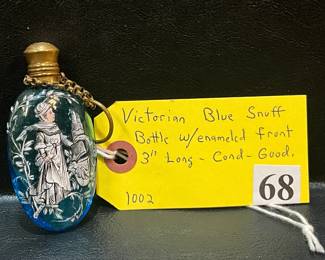 Victorian Blue Snuff
Bottle w/enameled front
3" Long - Cond - Good.
1002
68